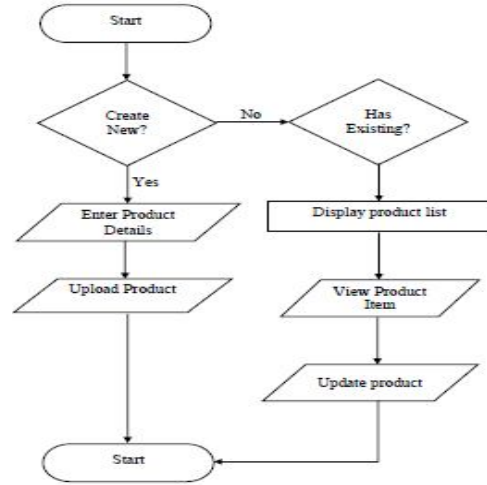 Start
Create
New?
No
Has
Existing?
Yes
Enter Product
Details
Display product list
Upload Product
View Product
Item
Update product
Start